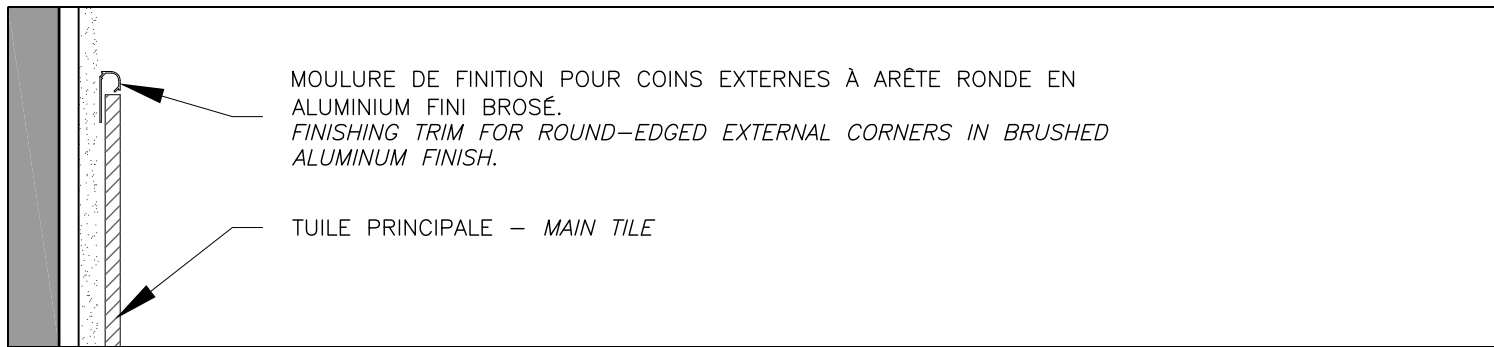 MOULURE DE FINITION POUR COINS EXTERNES À ARÊTE RONDE EN
ALUMINIUM FINI BROSÉ.
FINISHING TRIM FOR ROUND-EDGED EXTERNAL CORNERS IN BRUSHED
ALUMINUM FINISH.
TUILE PRINCIPALE - MAIN TILE